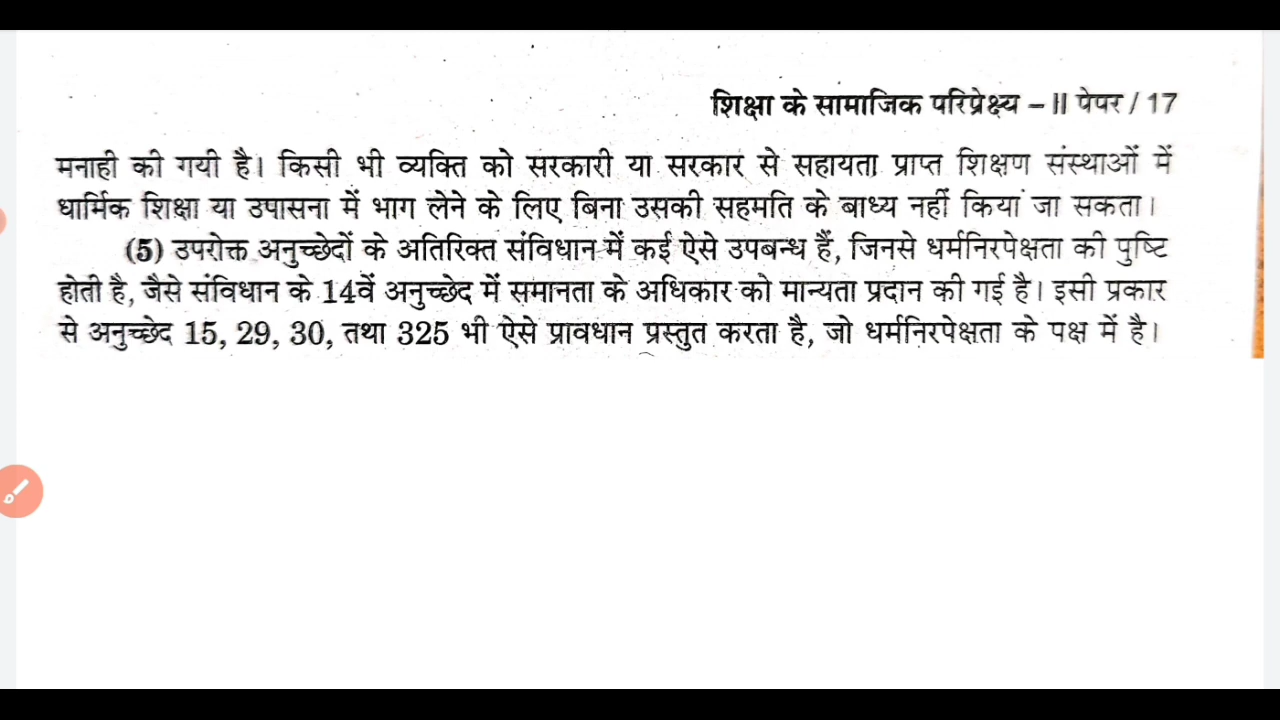 शिक्षा के सामाजिक परिप्रेक्ष्य – II पेपर / 17
मनाही की गयी है। किसी भी व्यक्ति को सरकारी या सरकार से सहायता प्राप्त शिक्षण संस्थाओं में
धार्मिक शिक्षा या उपासना में भाग लेने के लिए बिना उसकी सहमति के बाध्य नहीं किया जा सकता।
(5) उपरोक्त अनुच्छेदों के अतिरिक्त संविधान में कई ऐसे उपबन्ध हैं, जिनसे धर्मनिरपेक्षता की पुष्टि
होती है, जैसे संविधान के 14वें अनुच्छेद में समानता के अधिकार को मान्यता प्रदान की गई है। इसी प्रकार
से अनुच्छेद 15, 29, 30, तथा 325 भी ऐसे प्रावधान प्रस्तुत करता है, जो धर्मनिरपेक्षता के पक्ष में है।